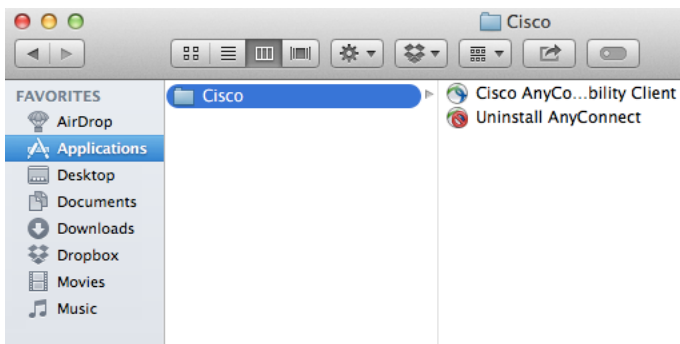 Cisco
FAVORITES
AirDrop
Applications
Desktop
Documents
Downloads
Dropbox
Movies
Music
Cisco
Cisco AnyCo...bility Client
Uninstall AnyConnect